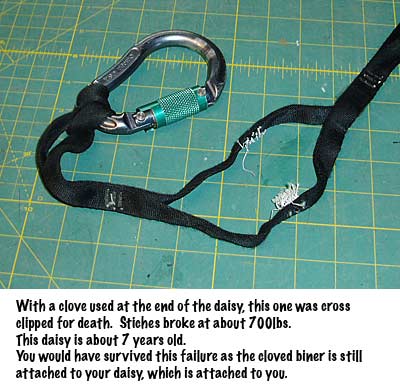 With a clove used at the end of the daisy, this one was cross
clipped for death. Stiches broke at about 700lbs.
This daisy is about 7 years old.
You would have survived this failure as the cloved biner is still
attached to your daisy, which is attached to you.